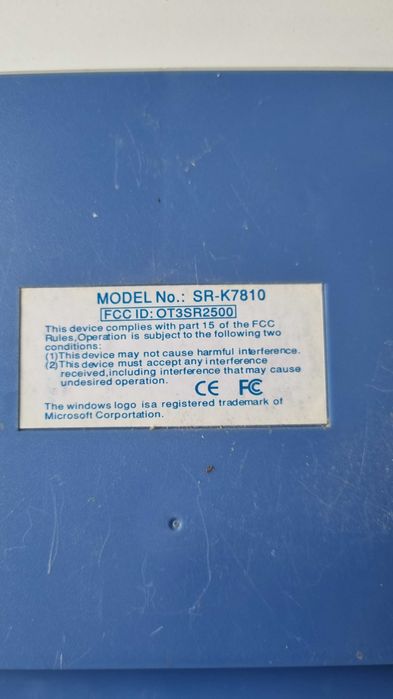 MODEL No.: SR-K7810
FCC ID: OT3SR2500
This device complies with part 15 of the FCC
Rules,Operation is subject to the following two
conditions:
(1)This device may not cause harmful interference.
(2)This device must accept any interference
received,including interference that may cause
undesired operation.
CE FC
The windows logo isa registered trademark of
Microsoft Corportation.